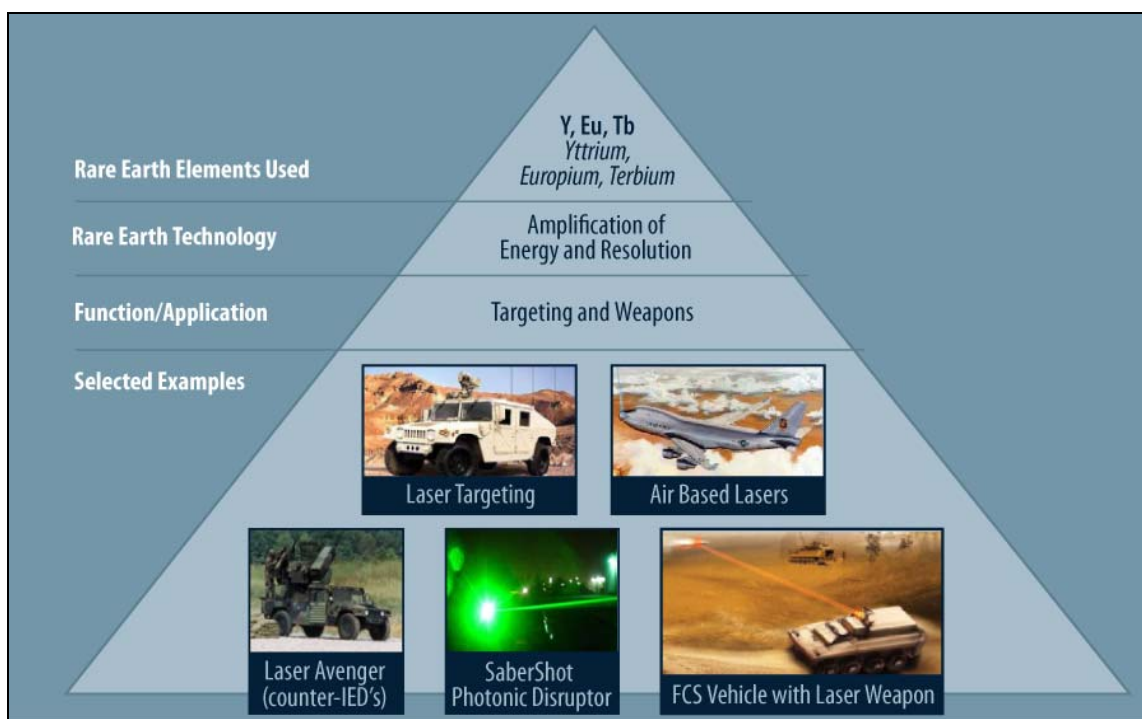 Rare Earth Elements Used
Y, Eu, Tb
Yttrium,
Europium, Terbium
Rare Earth Technology
Amplification of
Energy and Resolution
Function/Application
Targeting and Weapons
Selected Examples
Laser Targeting
Air Based Lasers
Laser Avenger
(counter-IED's)
SaberShot
Photonic Disruptor
FCS Vehicle with Laser Weapon